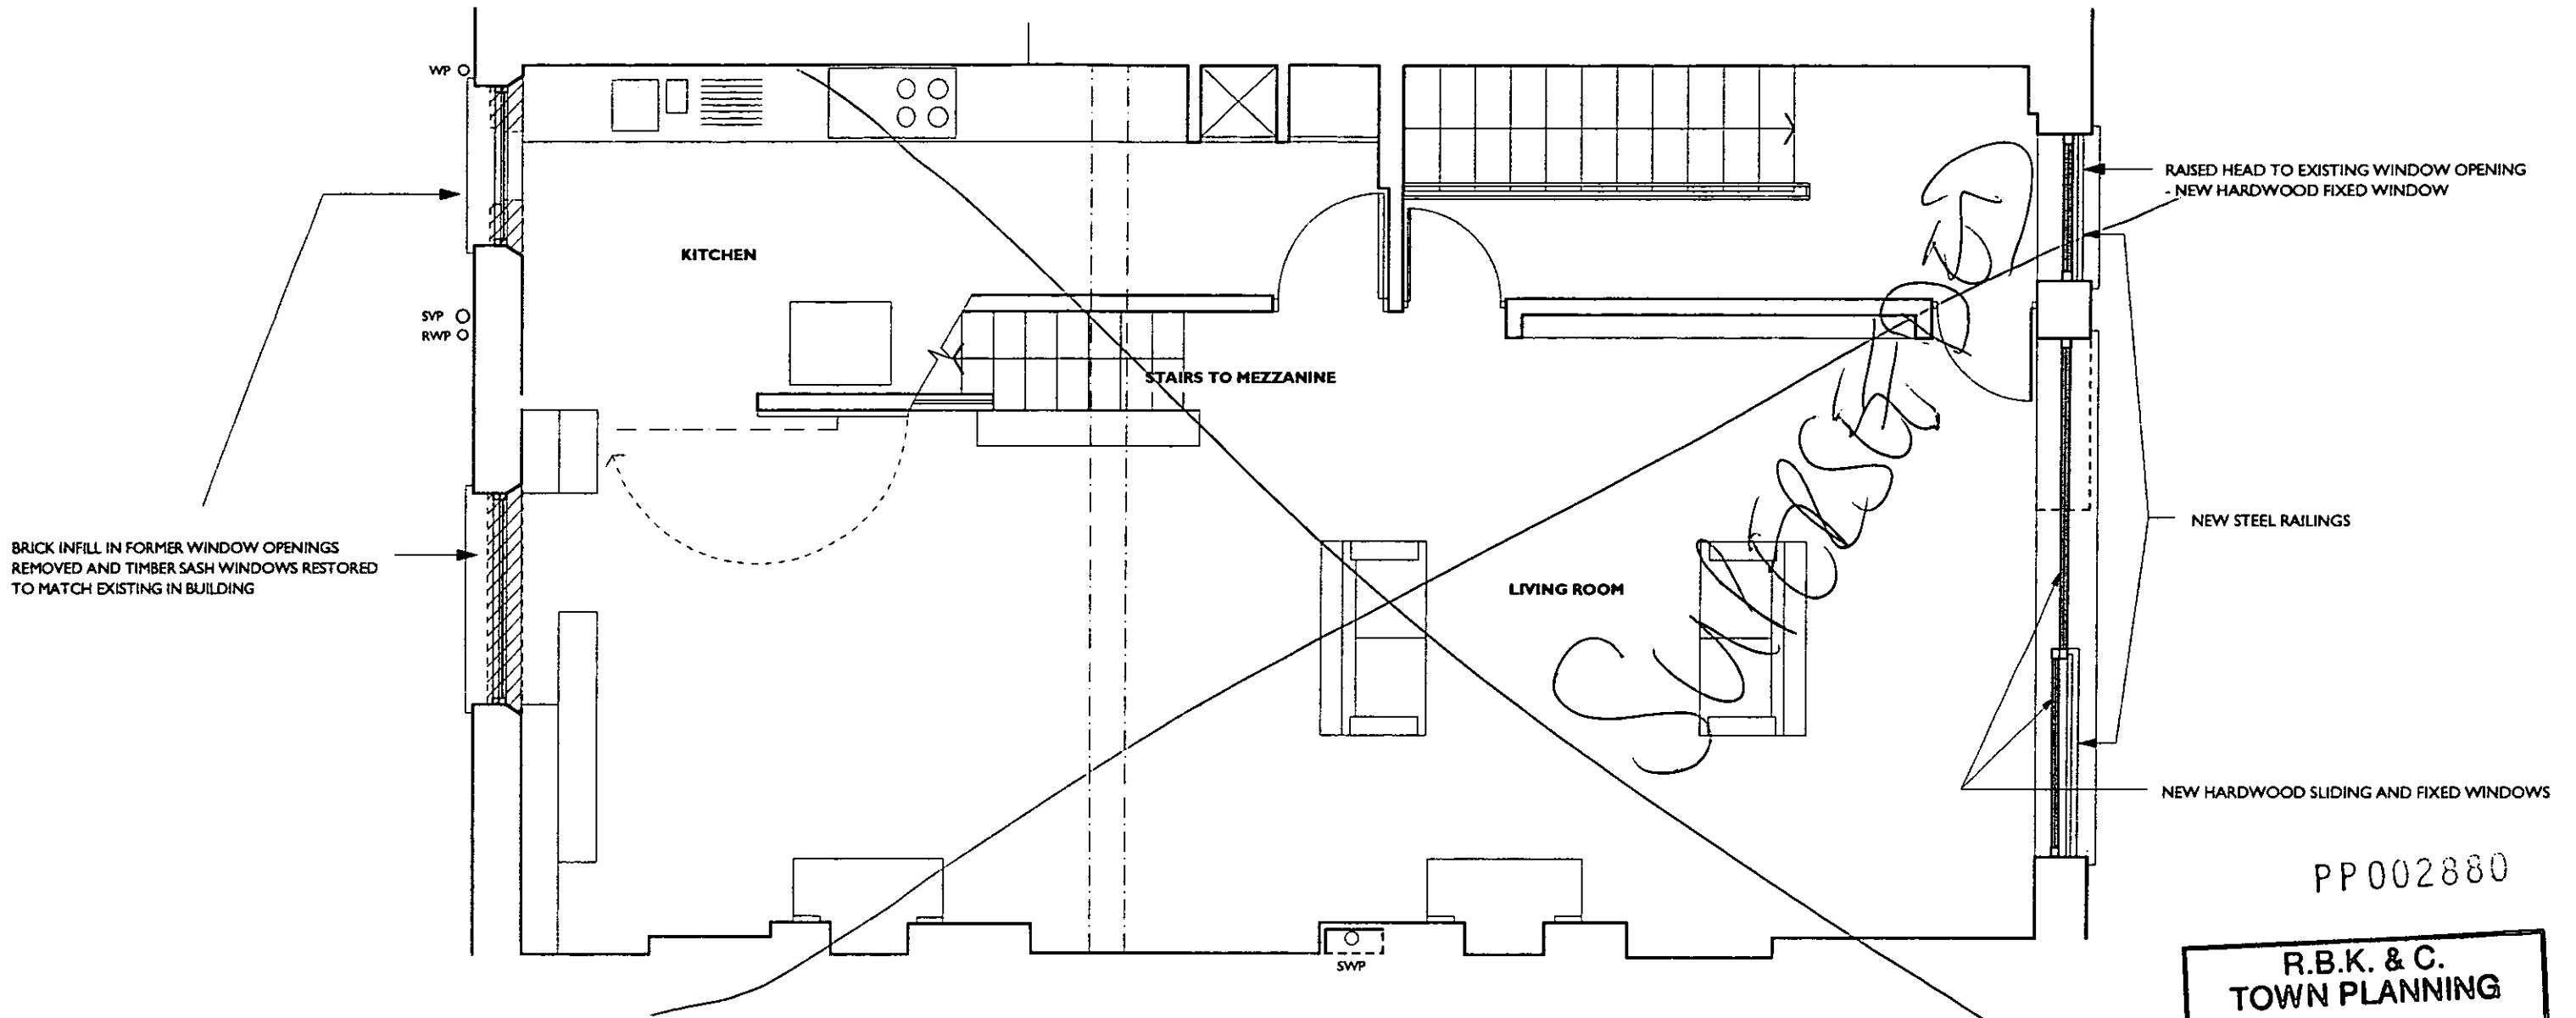 WP
RAISED HEAD TO EXISTING WINDOW OPENING
- NEW HARDWOOD FIXED WINDOW
KITCHEN
SVP
RWP
STAIRS TO MEZZANINE
NEW STEEL RAILINGS
BRICK INFILL IN FORMER WINDOW OPENINGS
REMOVED AND TIMBER SASH WINDOWS RESTORED
TO MATCH EXISTING IN BUILDING
LIVING ROOM
SUPERSEDED
NEW HARDWOOD SLIDING AND FIXED WINDOWS
PP002880
SWP
R.B.K. & C.
TOWN PLANNING